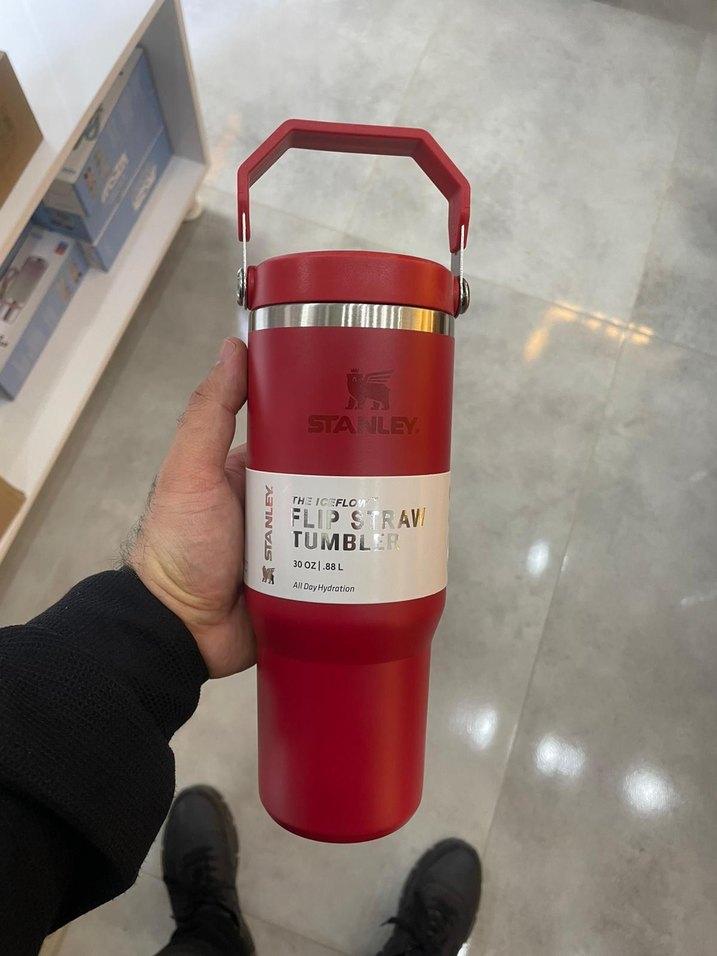 STANLEY.
STANLEY.
THE ICEFLOW™
FLIP STRAW
TUMBLER
30 OZ | .88 L
All Day Hydration